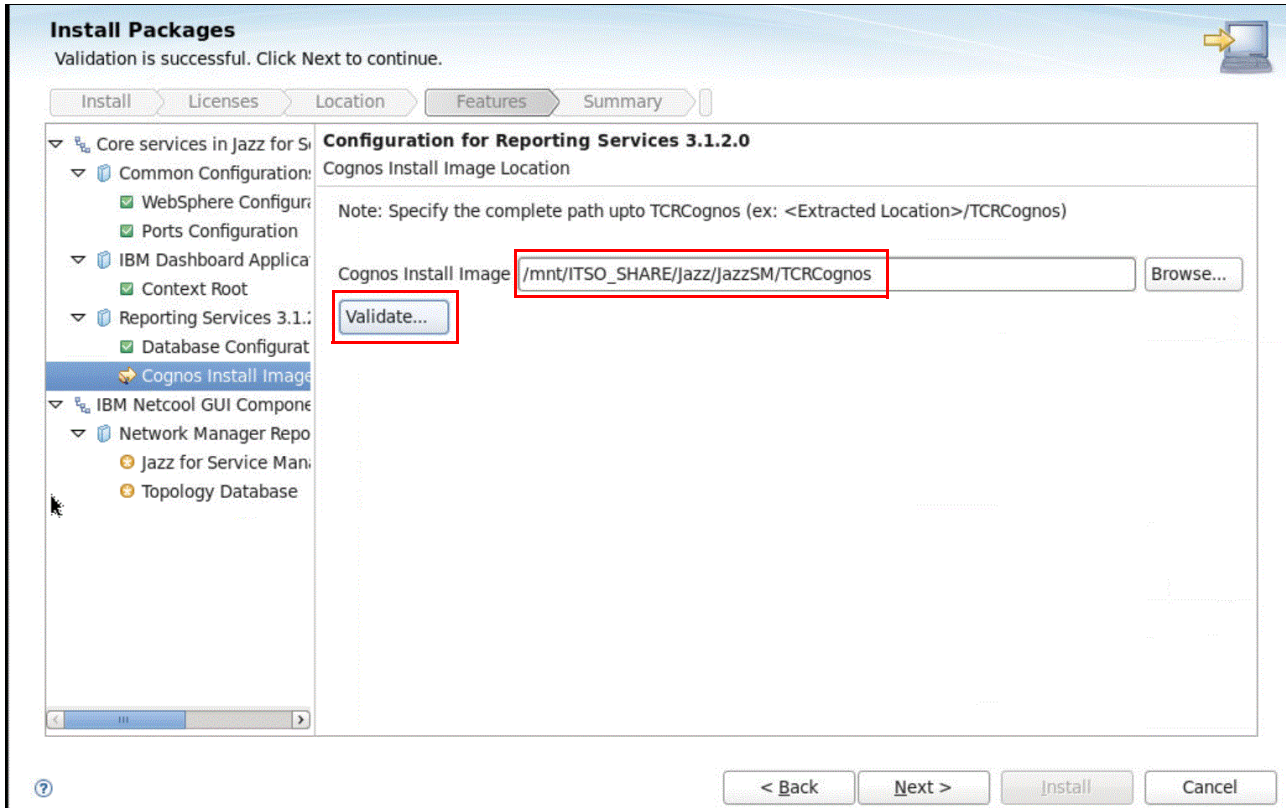 Install Packages
Validation is successful. Click Next to continue.
Install Licenses Location Features Summary
Core services in Jazz for S
Common Configuration
WebSphere Configura
Ports Configuration
IBM Dashboard Applica
Context Root
Reporting Services 3.1.2
Database Configurat
Cognos Install Image
IBM Netcool GUI Compone
Network Manager Repo
Jazz for Service Man
Topology Database
Configuration for Reporting Services 3.1.2.0
Cognos Install Image Location
Note: Specify the complete path upto TCRCognos (ex: <Extracted Location>/TCRCognos)
Cognos Install Image /mnt/ITSO_SHARE/Jazz/JazzSM/TCRCognos Browse...
Validate...
? < Back Next > Install Cancel